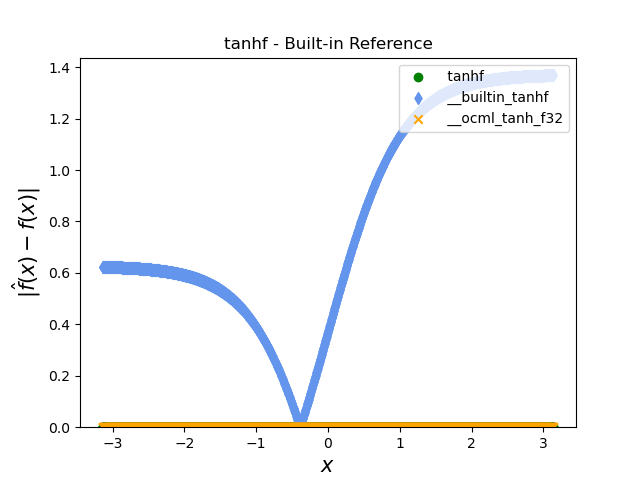 tanhf - Built-in Reference
1.4
1.2
1.0
0.8
0.6
0.4
0.2
0.0
|f̂(x) − f(x)|
tanhf
__builtin_tanhf
__ocml_tanh_f32
−3 −2 −1 0 1 2 3
x